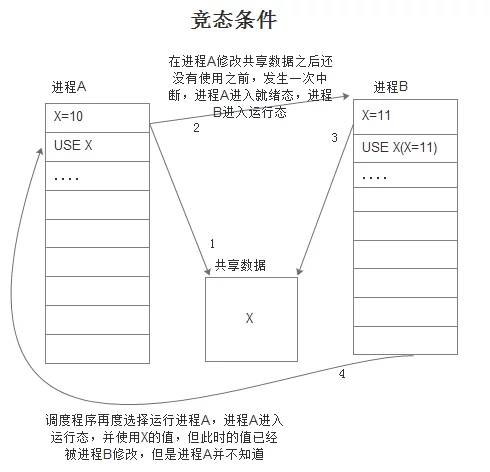 竞态条件
在进程A修改共享数据之后还
没有使用之前，发生一次中
断，进程A进入就绪态，进程
B进入运行态
进程A
进程B
X=10
USE X
....
X=11
USE X(X=11)
....
2
3
1
共享数据
X
4
调度程序再度选择运行进程A，进程A进入
运行态，并使用X的值，但此时的值已经
被进程B修改，但是进程A并不知道